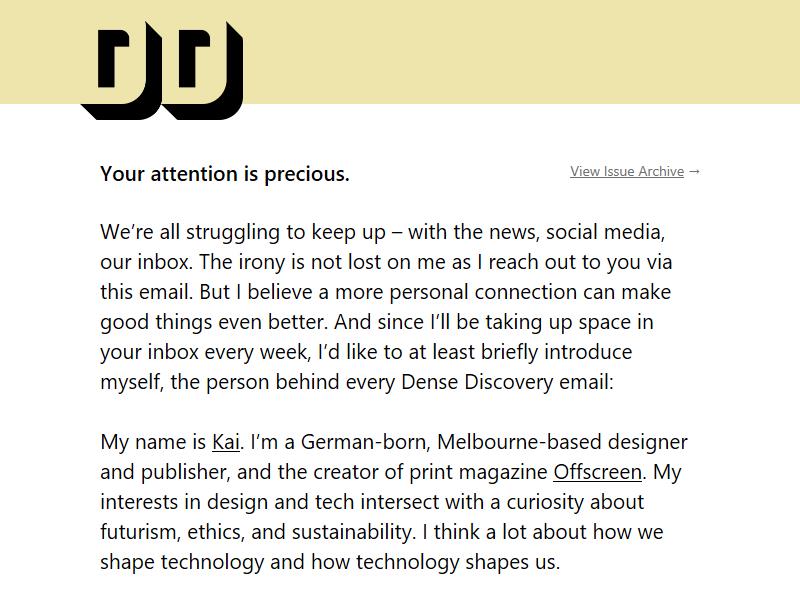 DD
Your attention is precious.
View Issue Archive →
We’re all struggling to keep up – with the news, social media,
our inbox. The irony is not lost on me as I reach out to you via
this email. But I believe a more personal connection can make
good things even better. And since I’ll be taking up space in
your inbox every week, I’d like to at least briefly introduce
myself, the person behind every Dense Discovery email:
My name is Kai. I’m a German-born, Melbourne-based designer
and publisher, and the creator of print magazine Offscreen. My
interests in design and tech intersect with a curiosity about
futurism, ethics, and sustainability. I think a lot about how we
shape technology and how technology shapes us.